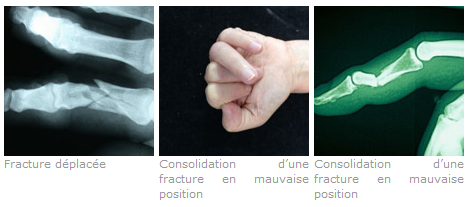 Fracture déplacée
Consolidation d'une
fracture en mauvaise
position
Consolidation d'une
fracture en mauvaise
position